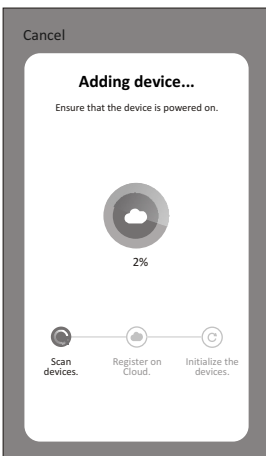 Cancel
Adding device...
Ensure that the device is powered on.
2%
Scan
devices.
Register on
Cloud.
Initialize the
devices.